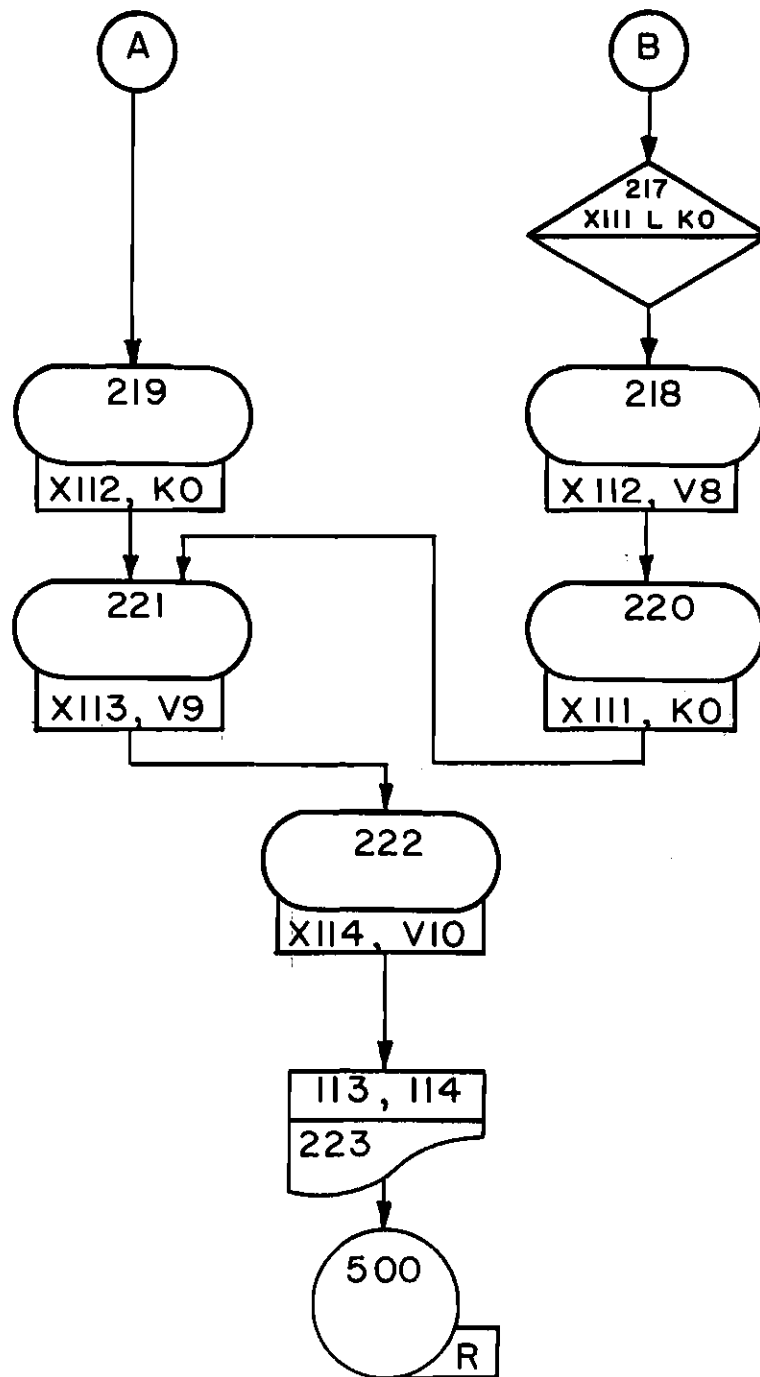 A
B
217
X111 L K0
219
218
X112, K0
X112, V8
221
220
X113, V9
X111, K0
222
X114, V10
113, 114
223
500
R